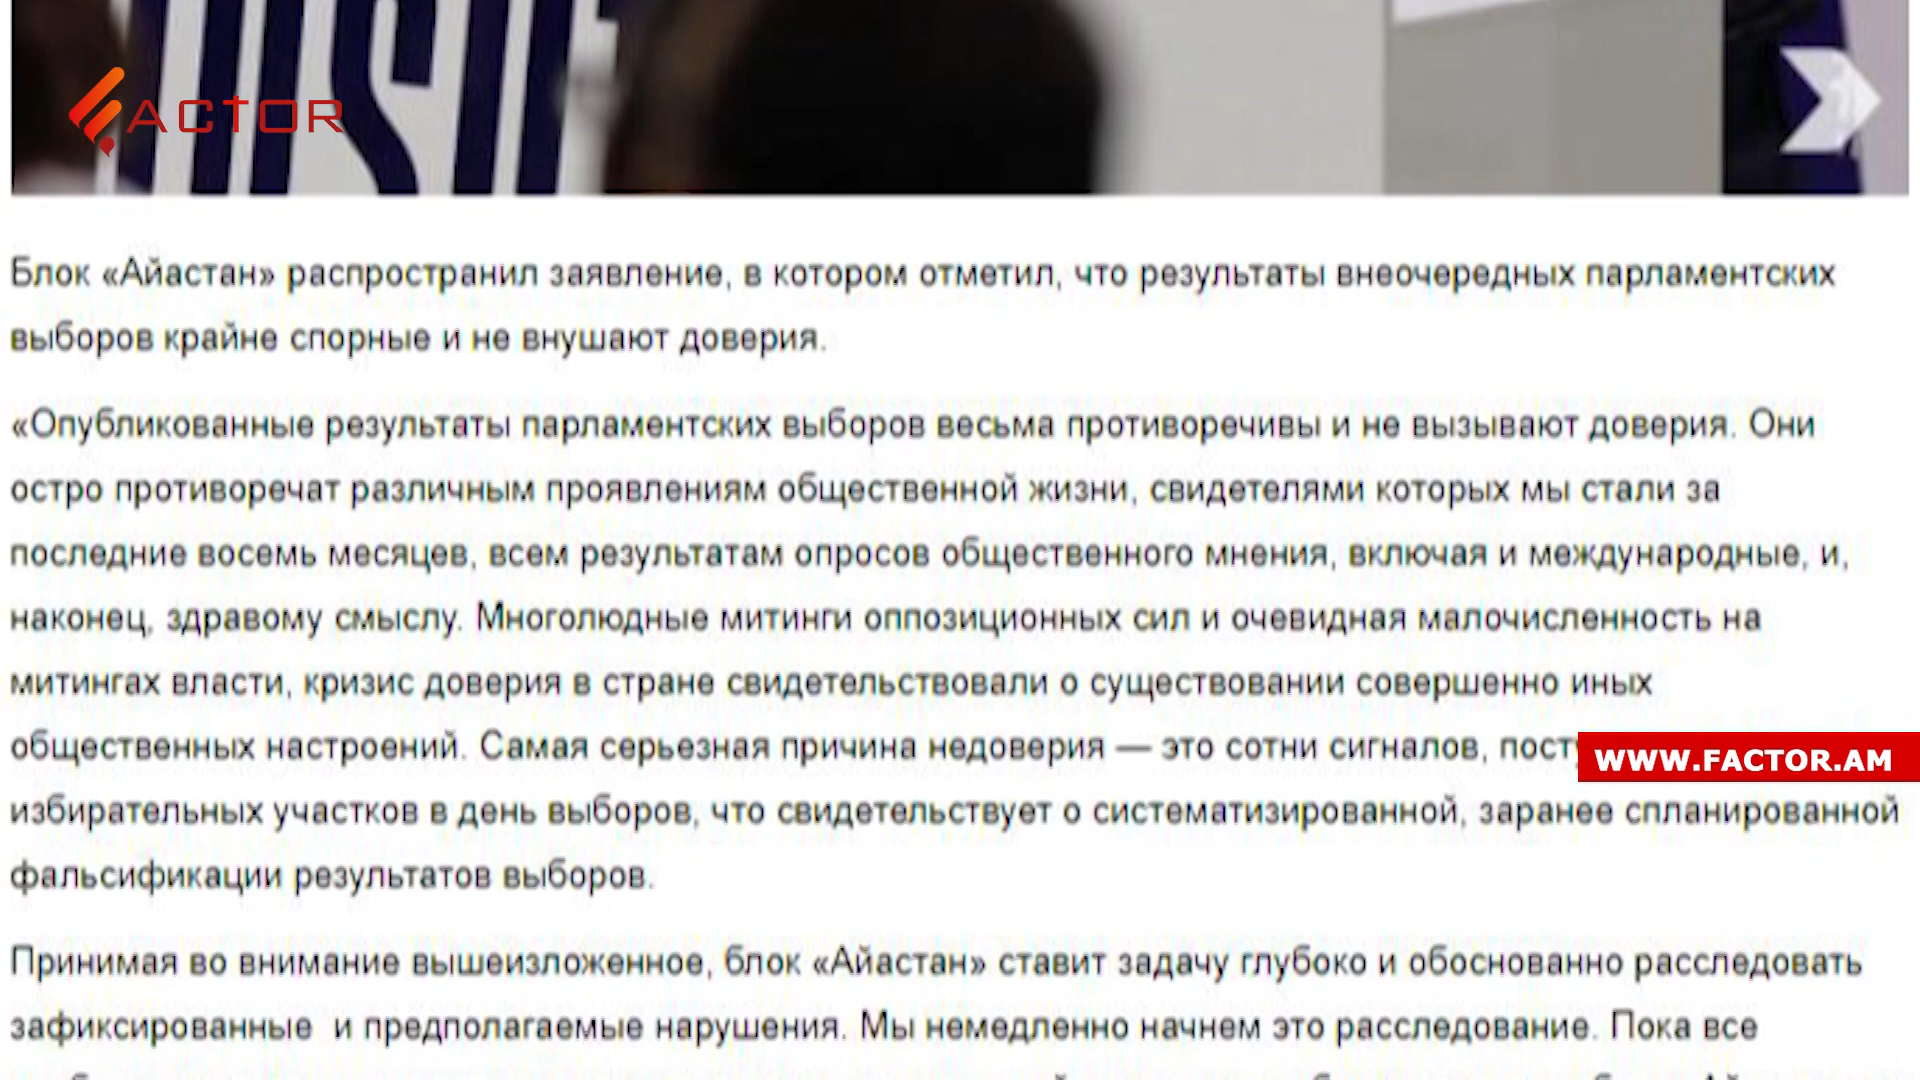 ACTOR
Блок «Айастан» распространил заявление, в котором отметил, что результаты внеочередных парламентских
выборов крайне спорные и не внушают доверия.
«Опубликованные результаты парламентских выборов весьма противоречивы и не вызывают доверия. Они
остро противоречат различным проявлениям общественной жизни, свидетелями которых мы стали за
последние восемь месяцев, всем результатам опросов общественного мнения, включая и международные, и,
наконец, здравому смыслу. Многолюдные митинги оппозиционных сил и очевидная малочисленность на
митингах власти, кризис доверия в стране свидетельствовали о существовании совершенно иных
общественных настроений. Самая серьезная причина недоверия — это сотни сигналов,
WWW.FACTOR.AM
избирательных участков в день выборов, что свидетельствует о систематизированной, заранее спланированной
фальсификации результатов выборов.
Принимая во внимание вышеизложенное, блок «Айастан» ставит задачу глубоко и обоснованно расследовать
зафиксированные и предполагаемые нарушения. Мы немедленно начнем это расследование. Пока все